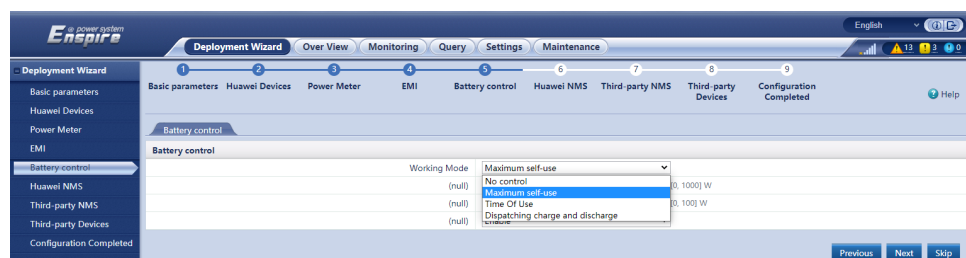 e power system
Enspire
English
Deployment Wizard Over View Monitoring Query Settings Maintenance
13 3 0
Deployment Wizard
Basic parameters
Huawei Devices
Power Meter
EMI
Battery control
Huawei NMS
Third-party NMS
Third-party Devices
Configuration Completed
1 2 3 4 5 6 7 8 9
Basic parameters Huawei Devices Power Meter EMI Battery control Huawei NMS Third-party NMS Third-party Devices Configuration Completed
Help
Battery control
Battery control
Working Mode Maximum self-use
No control
Maximum self-use
Time Of Use
Dispatching charge and discharge
(null) [0, 1000] W
(null) [0, 100] W
(null) Enable
Previous Next Skip